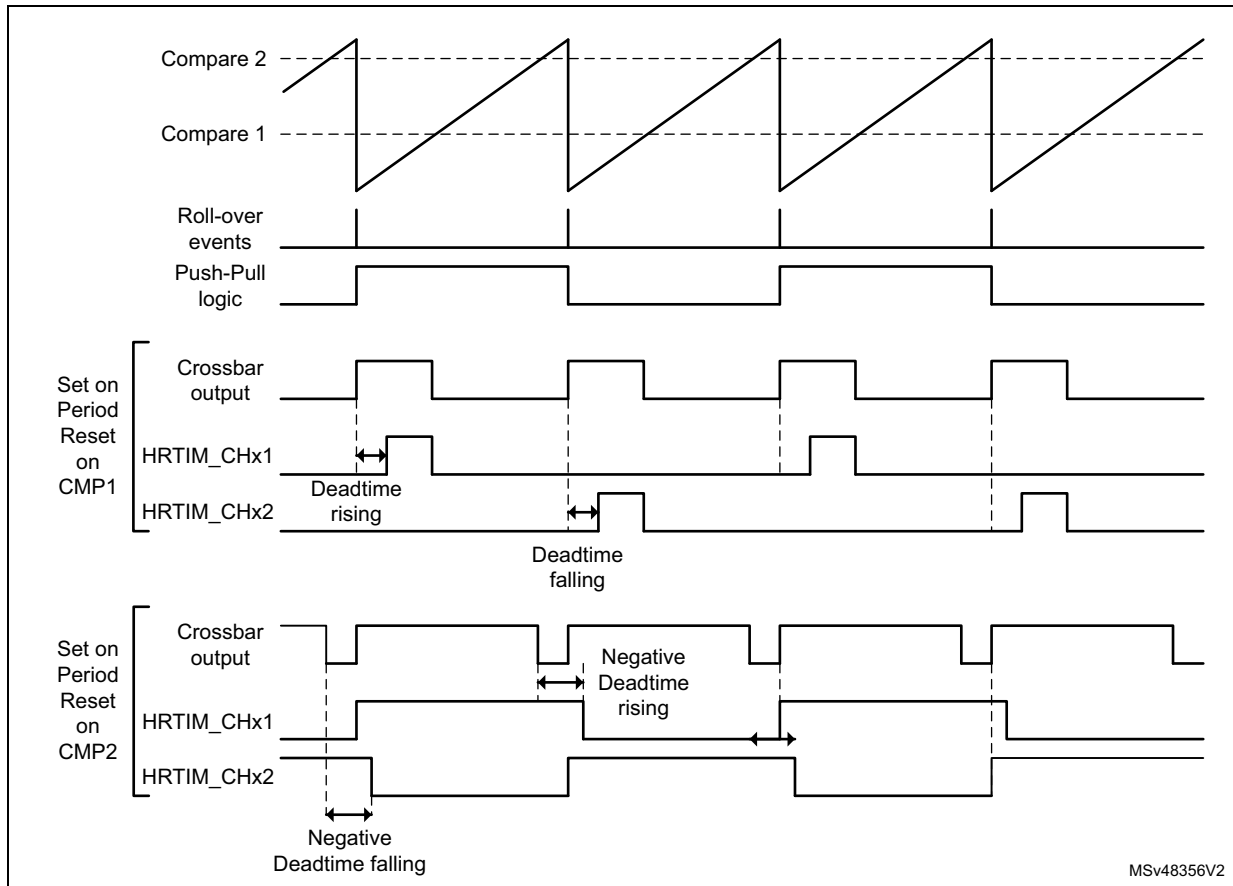 Compare 2
Compare 1
Roll-over
events
Push-Pull
logic
Set on
Period
Reset
on
CMP1
Crossbar
output
HRTIM_CHx1
Deadtime
rising
HRTIM_CHx2
Deadtime
falling
Set on
Period
Reset
on
CMP2
Crossbar
output
Negative
Deadtime
rising
HRTIM_CHx1
HRTIM_CHx2
Negative
Deadtime falling
MSv48356V2